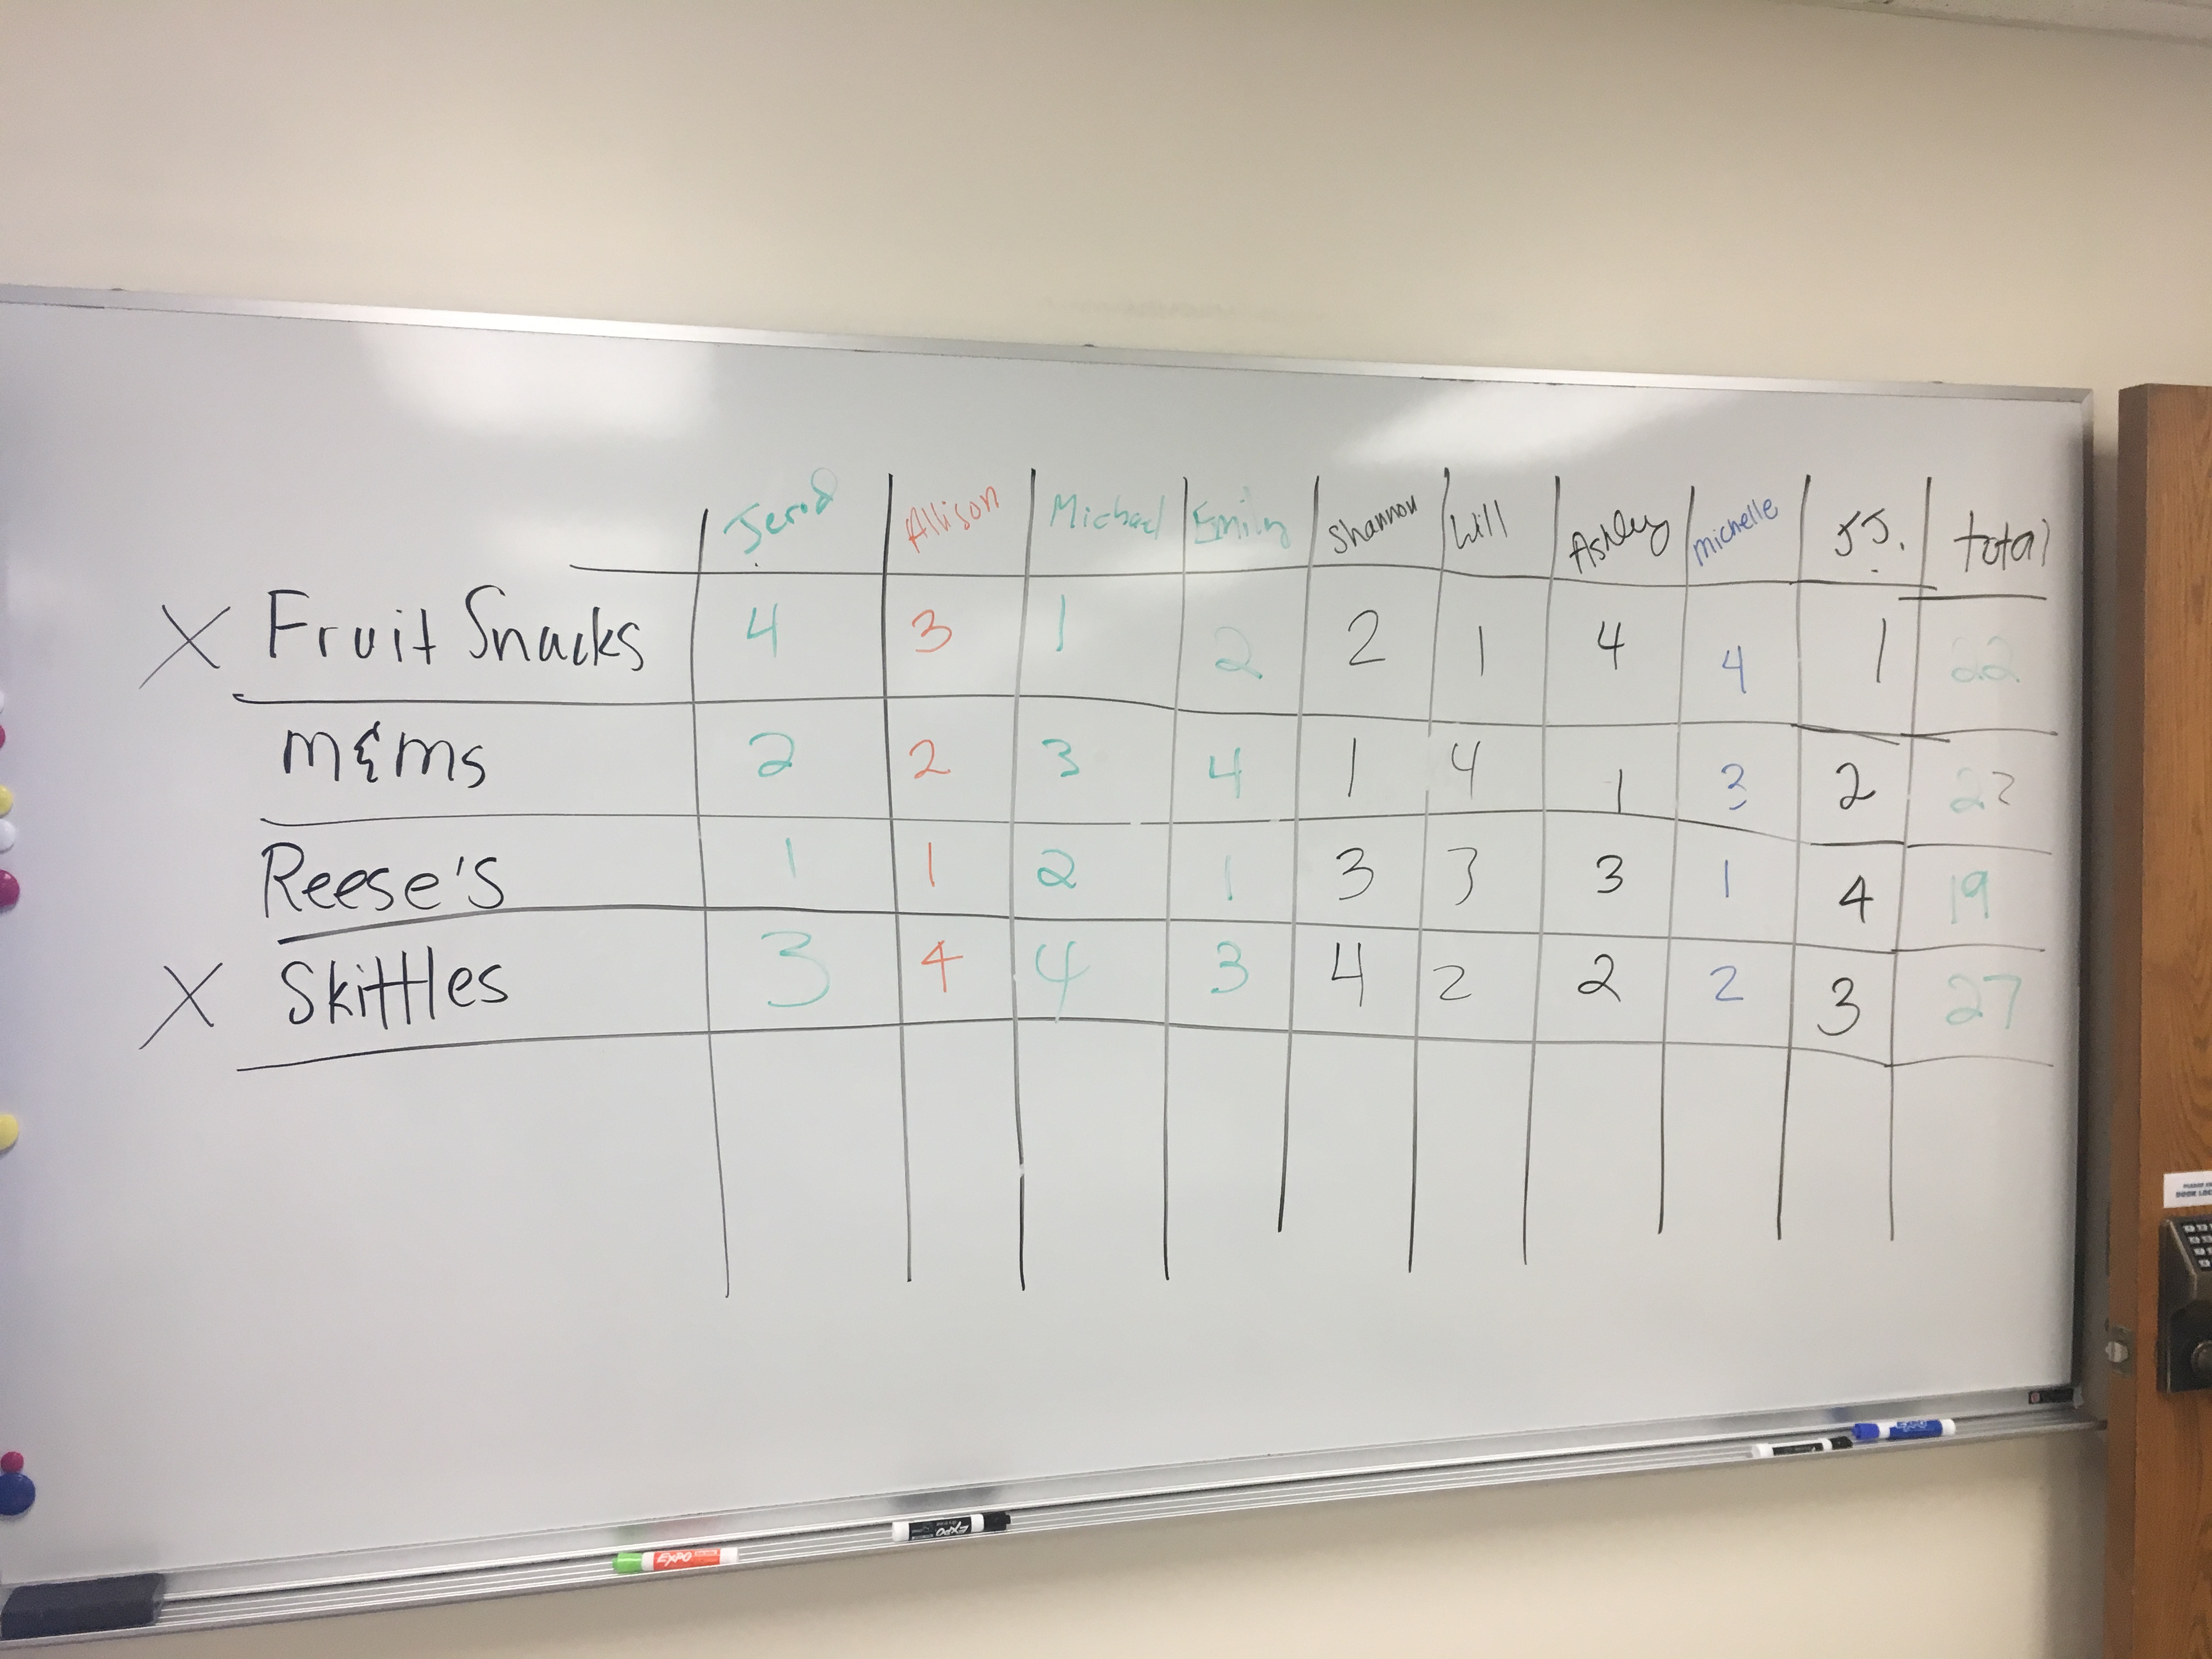 Jerod Allison Michael Emily Shannon Will Ashley Michelle JJ. total
X Fruit Snacks 4 3 1 2 2 1 4 4 1 22
m&ms 2 2 3 4 1 4 1 3 2 22
Reese's 1 1 2 1 3 3 3 1 4 19
X Skittles 3 4 4 3 4 2 2 2 3 27
EXPO
EXPO